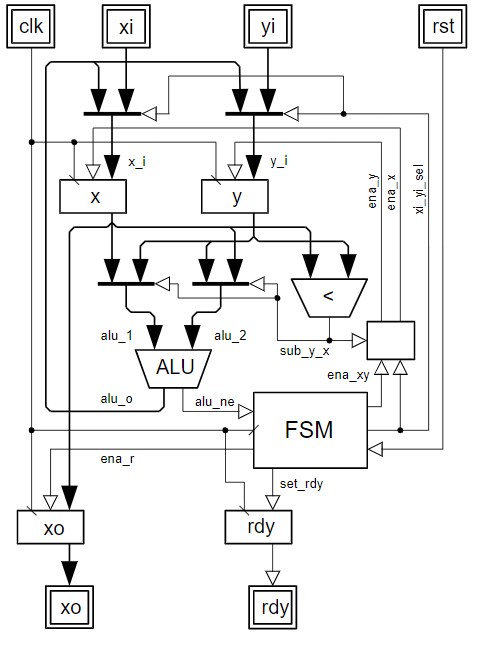 clk
xi
yi
rst
x_i
y_i
ena_y
ena_x
xi_yi_sel
x
y
<
alu_1
alu_2
sub_y_x
ALU
ena_xy
alu_o
alu_ne
FSM
ena_r
set_rdy
xo
rdy
xo
rdy